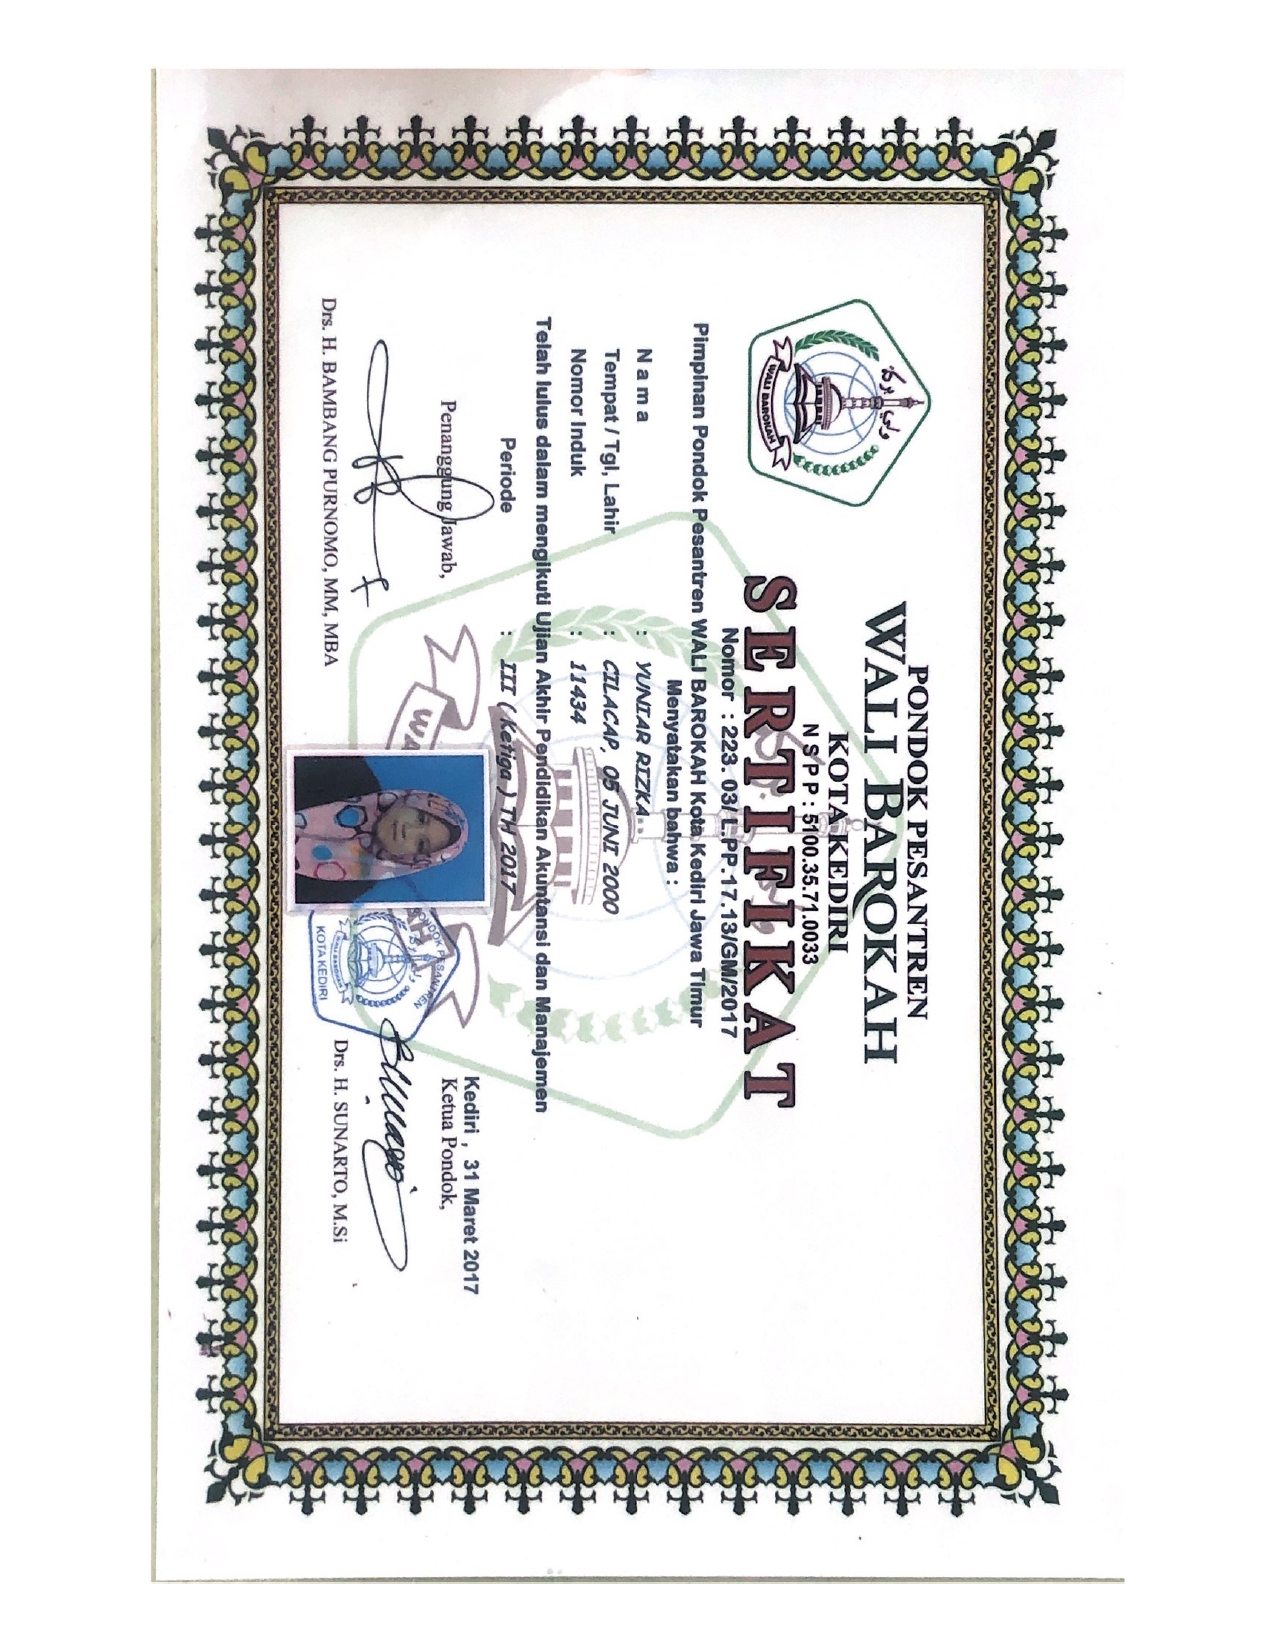 ولي بركة
WALI BAROKAH
PONDOK PESANTREN
WALI BAROKAH
KOTA KEDIRI
N S P P : 5100.35.71.0033
SERTIFIKAT
Nomor : 223. 03/ L.PP.17.13/GM/2017
Pimpinan Pondok Pesantren WALI BAROKAH Kota Kediri Jawa Timur
Menyatakan bahwa :
N a m a : YUNIAR RIZKA
Tempat / Tgl, Lahir : CILACAP, 05 JUNI 2000
Nomor Induk : 11434
Telah lulus dalam mengikuti Ujian Akhir Pendidikan Akuntansi dan Manajemen
Periode : III ( Ketiga ) TH 2017
Kediri , 31 Maret 2017
Penanggung Jawab,
Ketua Pondok,
PONDOK PESANTREN
WALI BAROKAH
KOTA KEDIRI
Drs. H. BAMBANG PURNOMO, MM, MBA
Drs. H. SUNARTO, M.Si